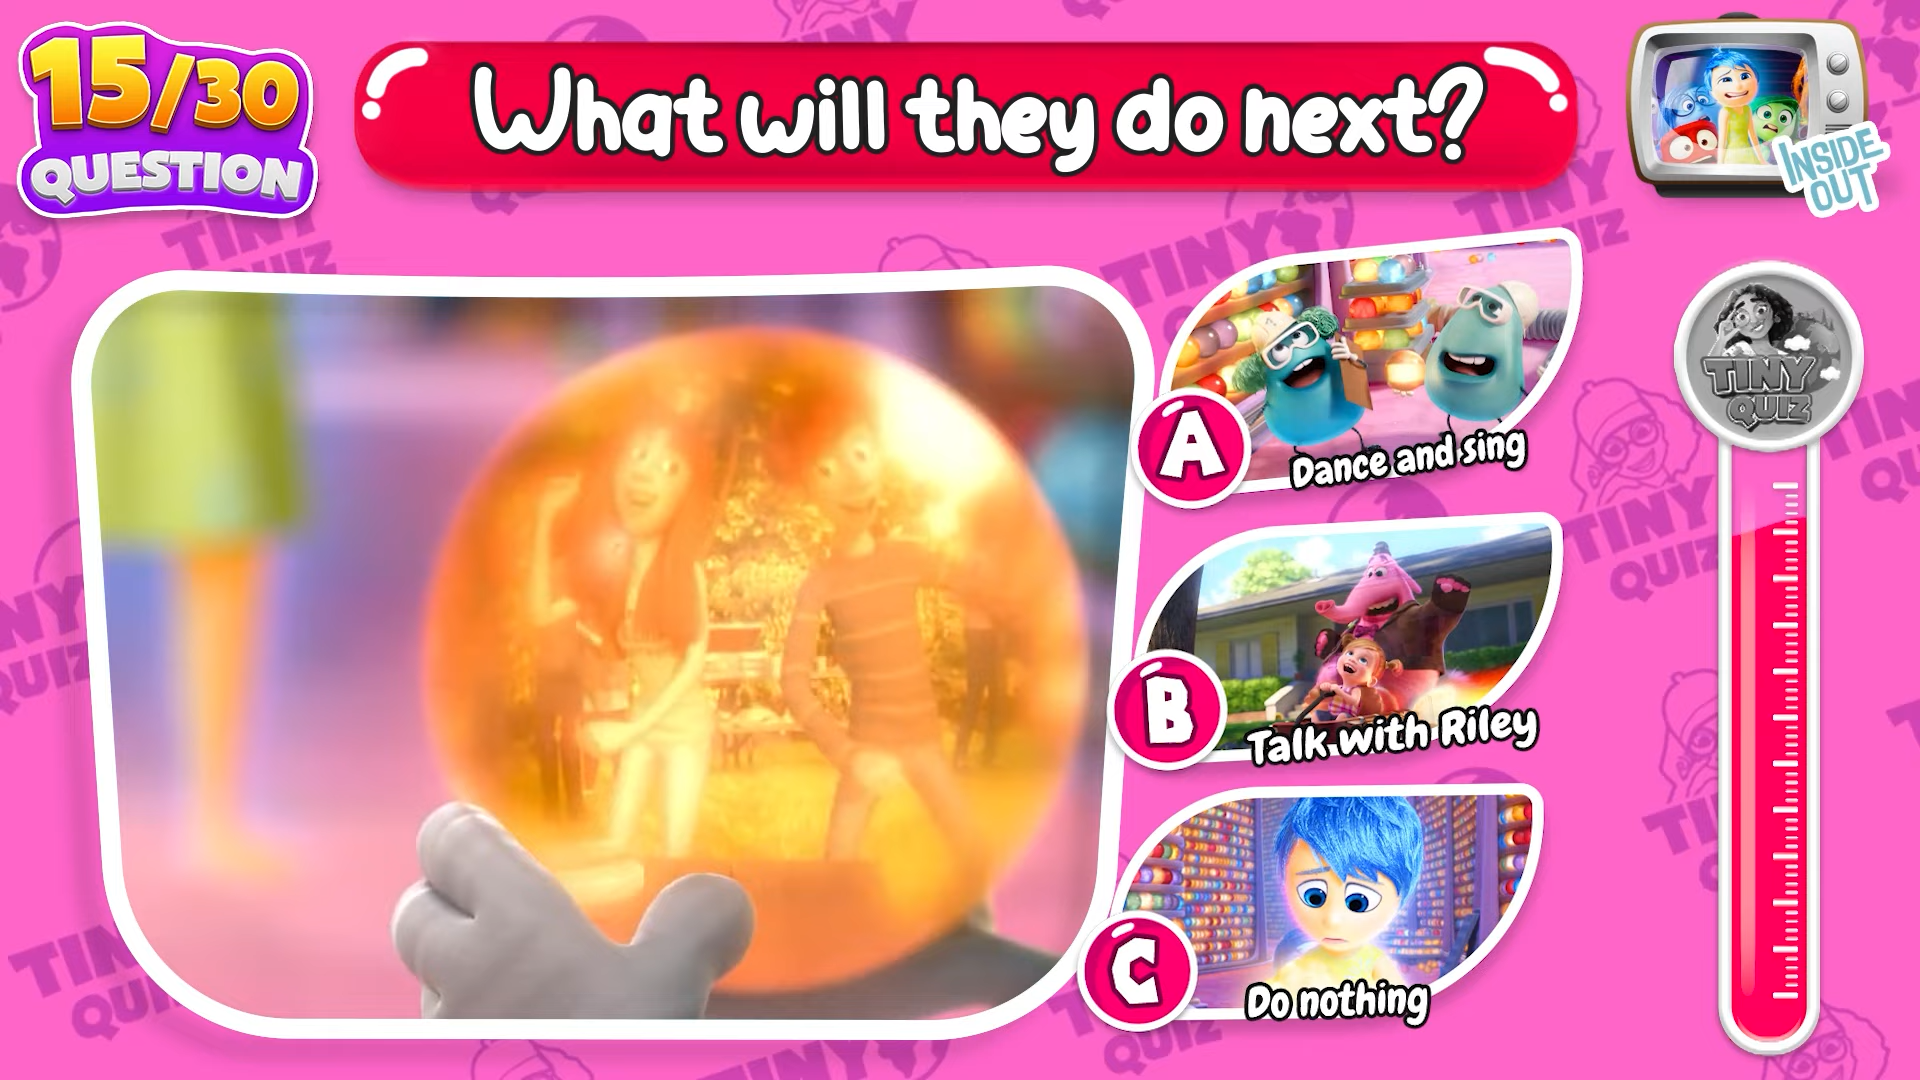 15/30
QUESTION
What will they do next?
INSIDE
OUT
A
Dance and sing
B
Talk with Riley
C
Do nothing
TINY
QUIZ